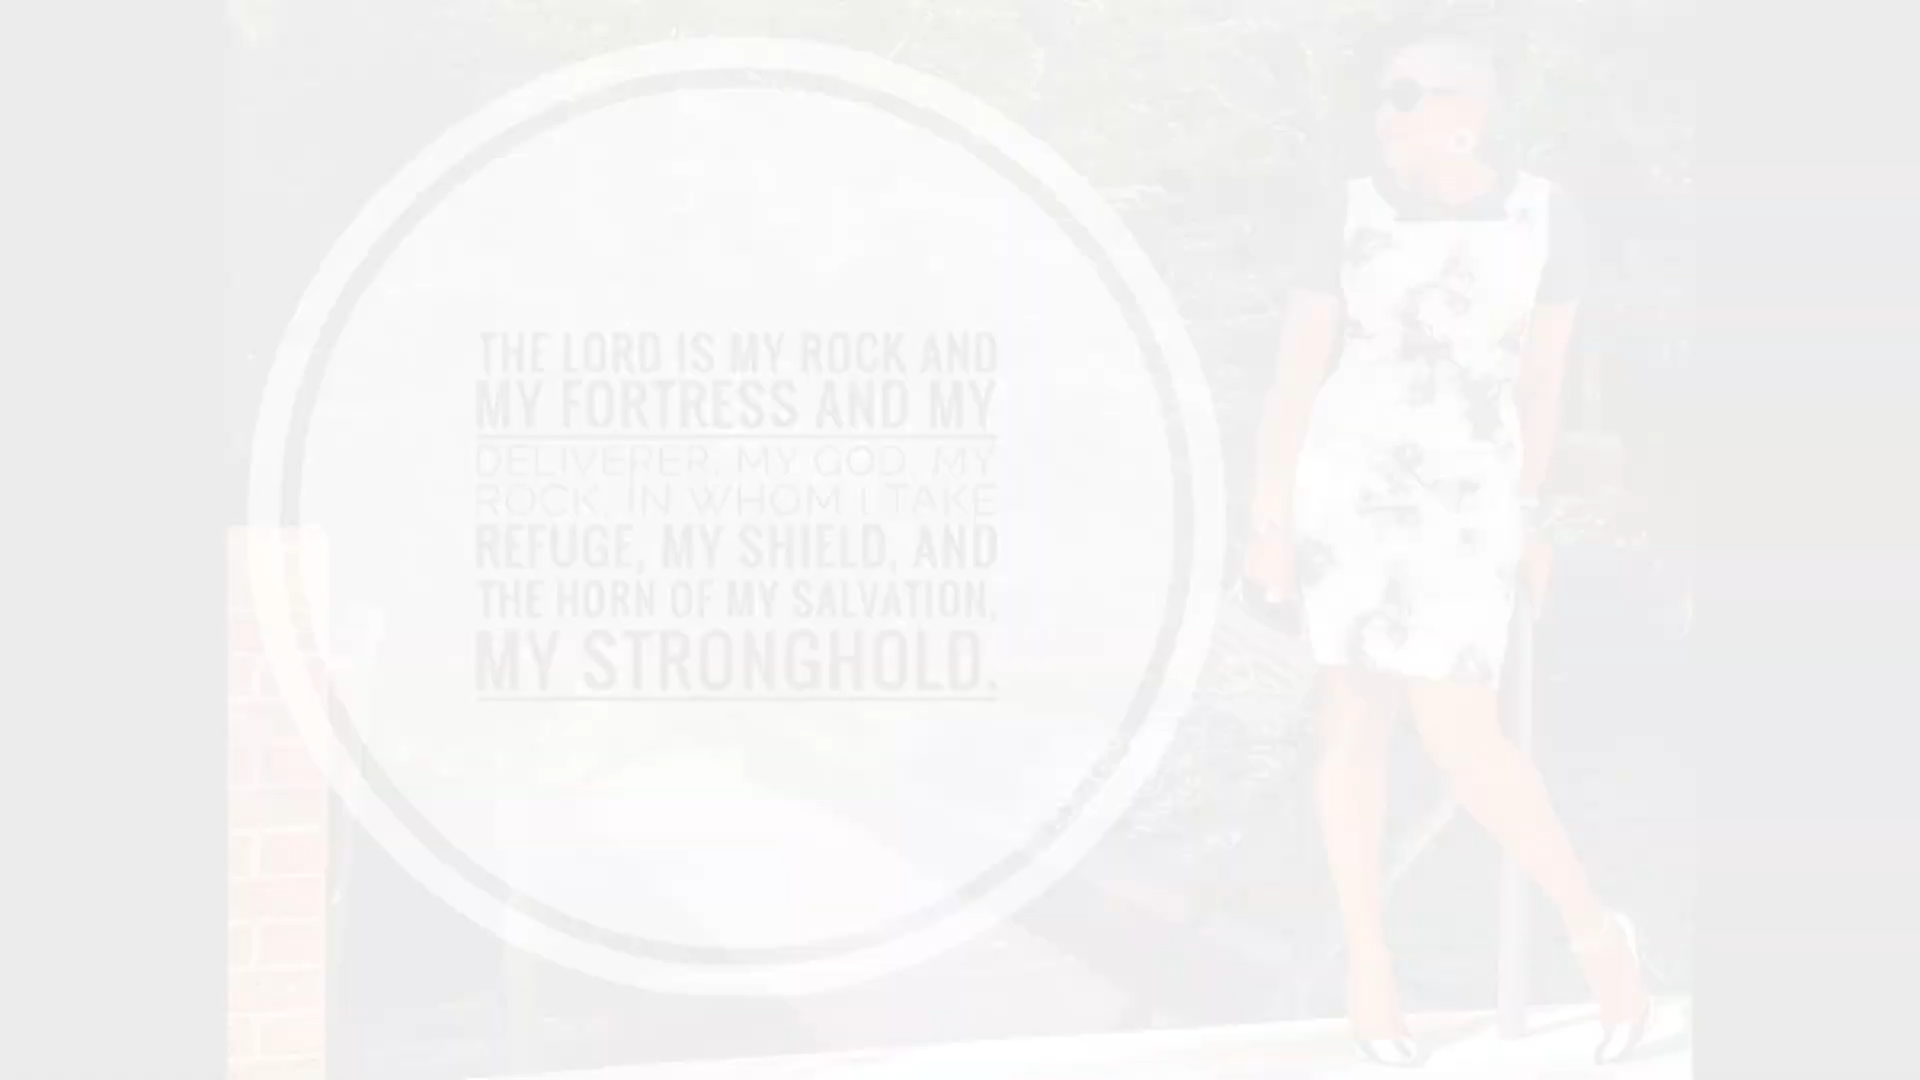 THE LORD IS MY ROCK AND
MY FORTRESS AND MY
DELIVERER, MY GOD, MY
ROCK, IN WHOM I TAKE
REFUGE, MY SHIELD, AND
THE HORN OF MY SALVATION,
MY STRONGHOLD.